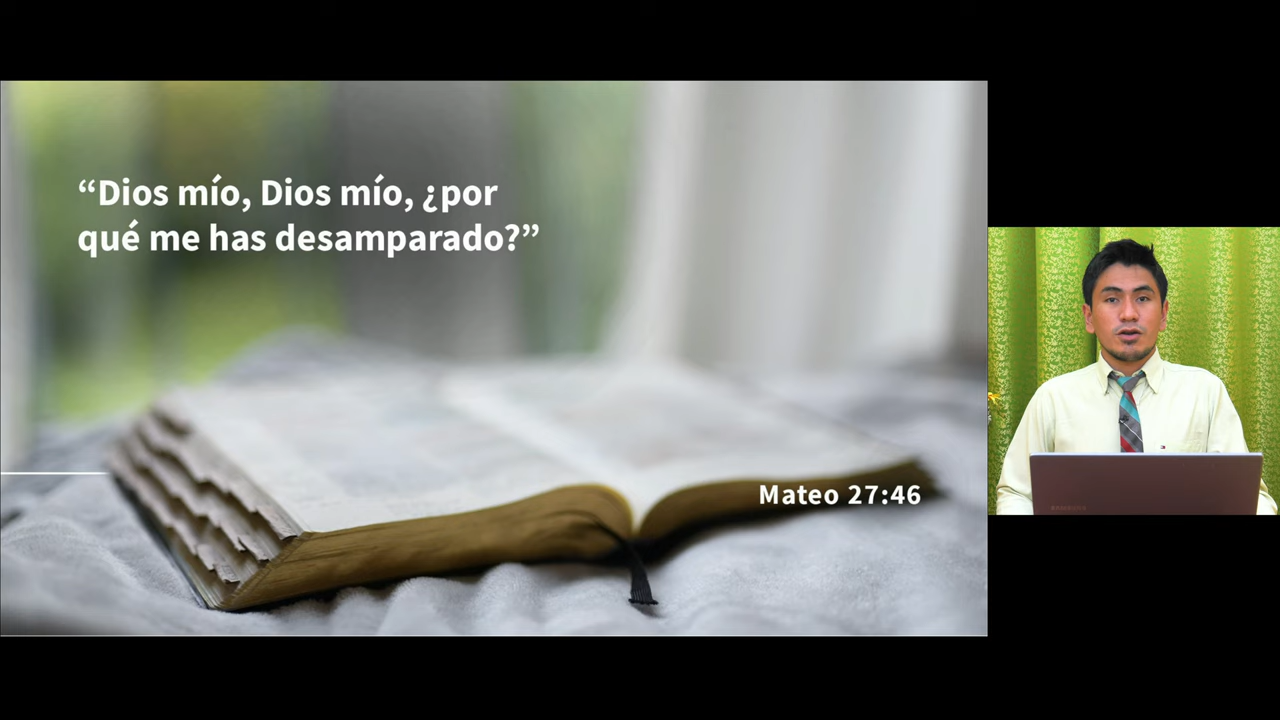 “Dios mío, Dios mío, ¿por
qué me has desamparado?”
Mateo 27:46